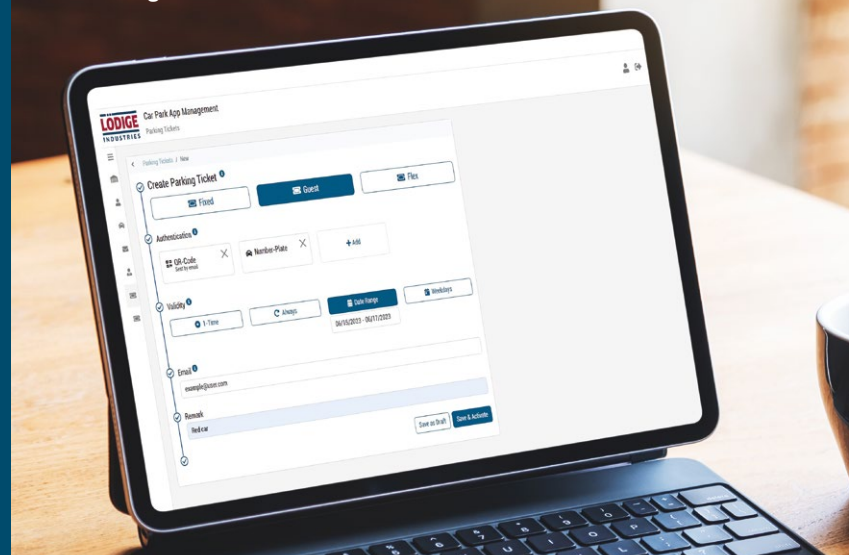 LÖDIGE
INDUSTRIES
Car Park App Management
Parking Tickets
Parking Tickets / New
Create Parking Ticket
Fixed
Guest
Flex
Authentication
QR-Code
Sent by email
Number-Plate
+ Add
Validity
1-Time
Always
Date Range
06/15/2023 - 06/17/2023
Weekdays
Email
example@user.com
Remark
Red car
Save as Draft
Save & Activate